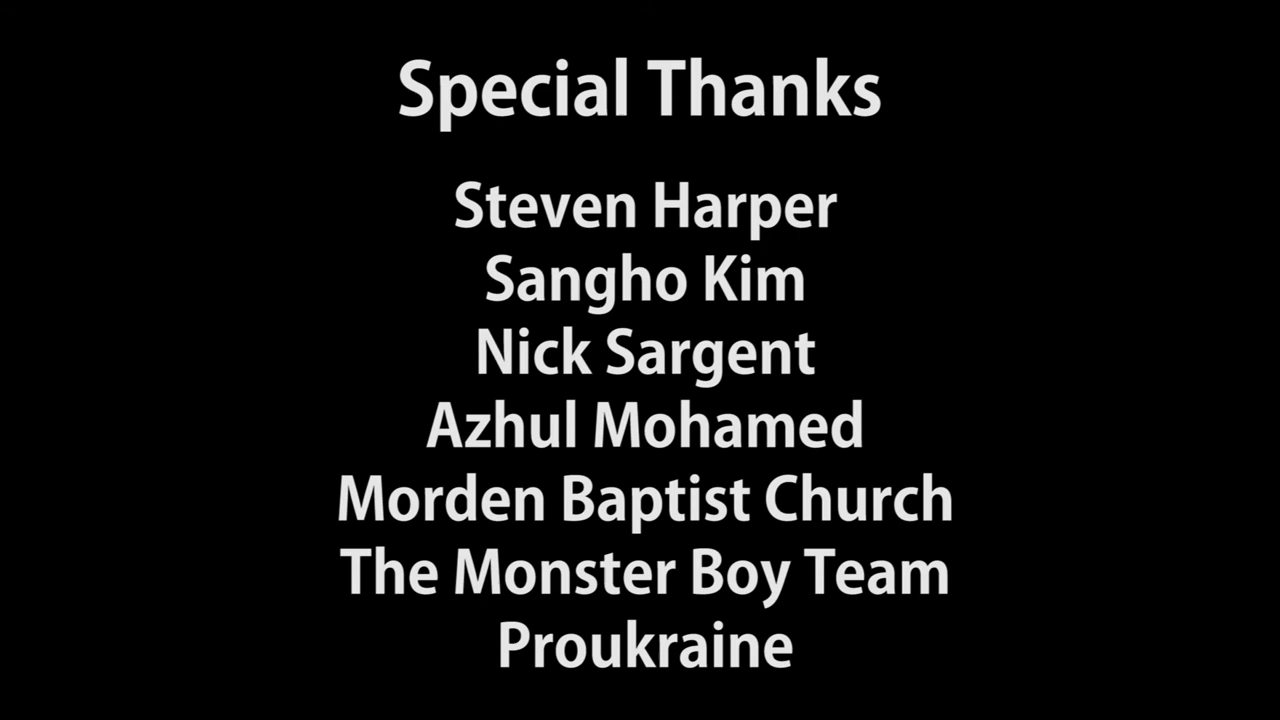 Special Thanks
Steven Harper
Sangho Kim
Nick Sargent
Azhul Mohamed
Morden Baptist Church
The Monster Boy Team
Proukraine